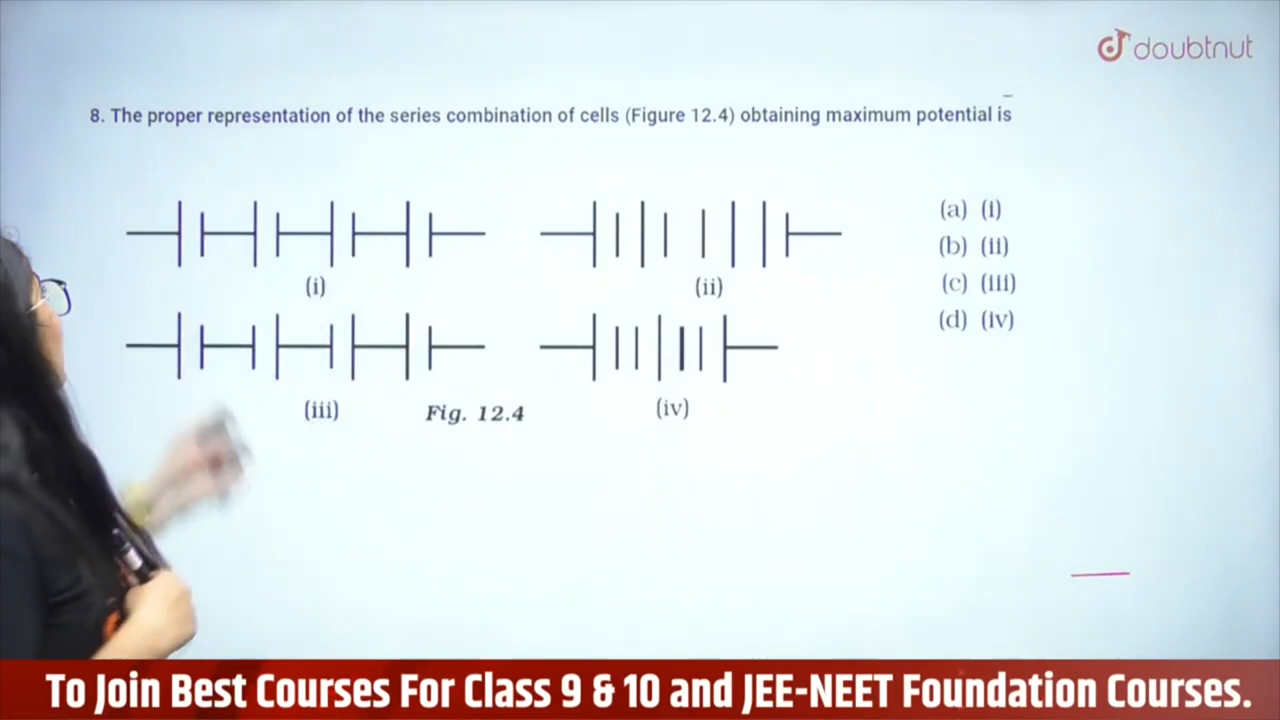 doubtnut
8. The proper representation of the series combination of cells (Figure 12.4) obtaining maximum potential is
(a) (i)
(b) (ii)
(c) (iii)
(d) (iv)
(i)
(ii)
(iii)
Fig. 12.4
(iv)
To Join Best Courses For Class 9 & 10 and JEE-NEET Foundation Courses.